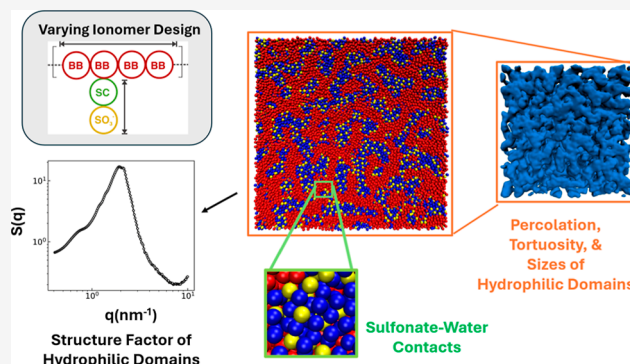 Varying Ionomer Design
BB BB BB BB
SC
SO₃
10¹
10⁰
S(q)
10⁰ 10¹
q(nm⁻¹)
Structure Factor of
Hydrophilic Domains
Sulfonate-Water
Contacts
Percolation,
Tortuosity, &
Sizes of
Hydrophilic Domains